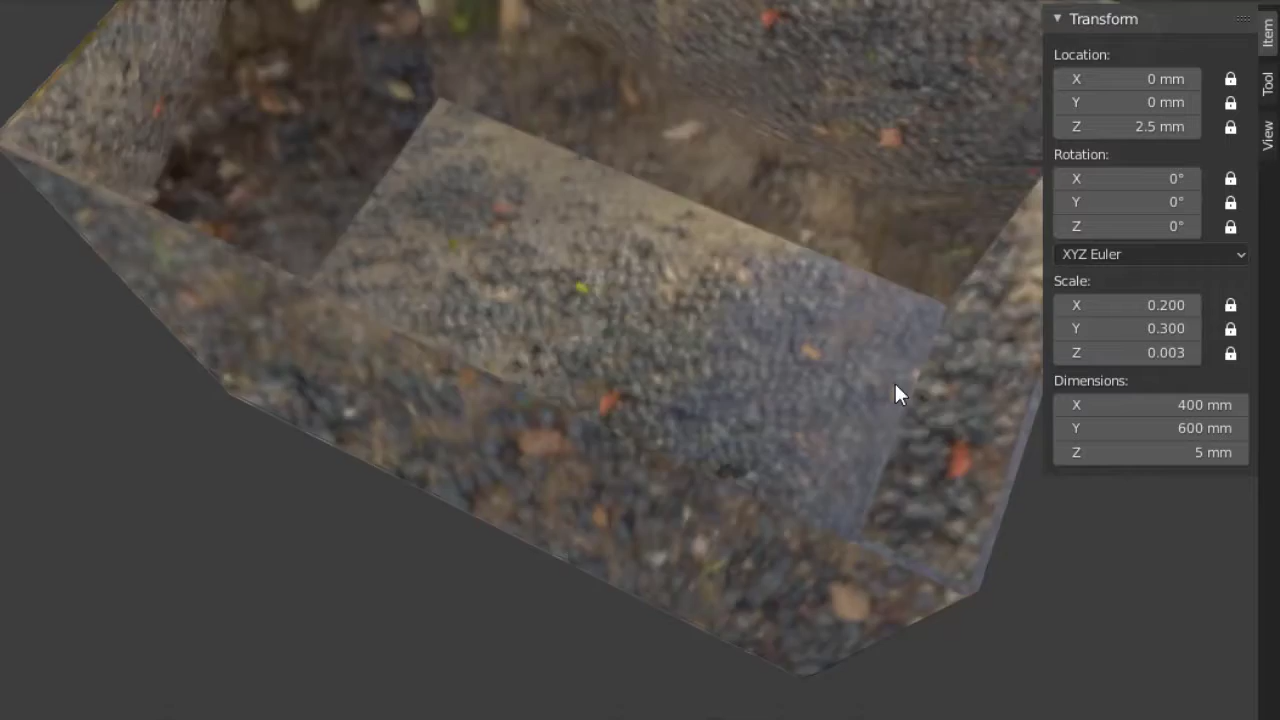 Transform
Location:
X 0 mm
Y 0 mm
Z 2.5 mm
Rotation:
X 0°
Y 0°
Z 0°
XYZ Euler
Scale:
X 0.200
Y 0.300
Z 0.003
Dimensions:
X 400 mm
Y 600 mm
Z 5 mm
Item
Tool
View